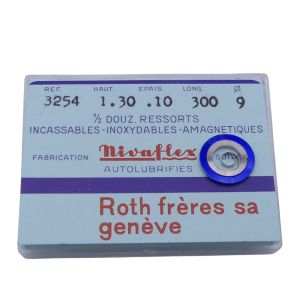 REF. HAUT. EPAIS. LONG. Ø
3254 1.30 .10 300 9
½ DOUZ. RESSORTS
INCASSABLES-INOXYDABLES-AMAGNETIQUES
FABRICATION Nivaflex SUISSE
AUTOLUBRIFIES
Roth frères sa
genève